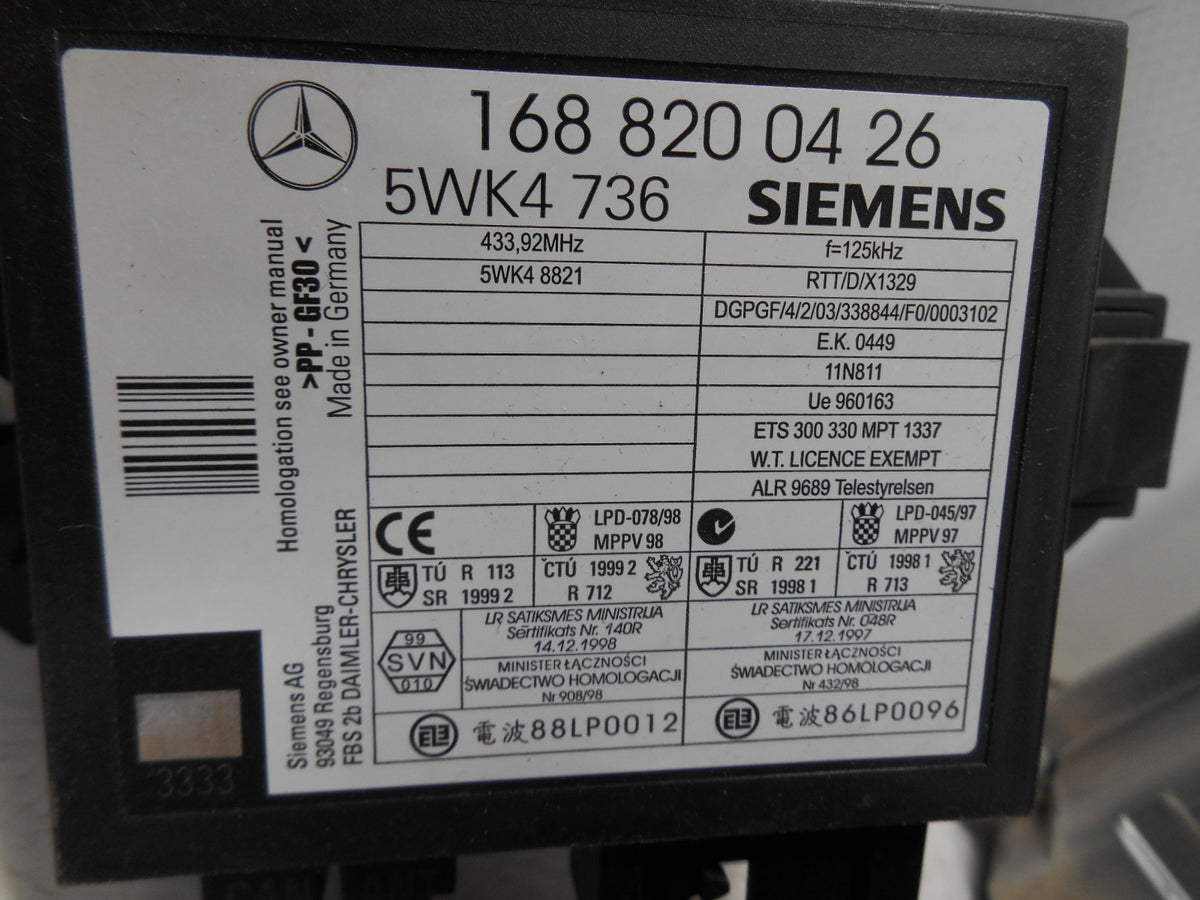 168 820 04 26
5WK4 736 SIEMENS
433,92MHz
5WK4 8821
f=125kHz
RTT/D/X1329
DGPGF/4/2/03/338844/F0/0003102
E.K. 0449
11N811
Ue 960163
ETS 300 330 MPT 1337
W.T. LICENCE EXEMPT
ALR 9689 Telestyrelsen
CE
LPD-078/98
MPPV 98
LPD-045/97
MPPV 97
TÚ R 113
SR 1999 2
ČTÚ 1999 2
R 712
TÚ R 221
SR 1998 1
ČTÚ 1998 1
R 713
99
SVN
010
LR SATIKSMES MINISTRIJA
Sertifikats Nr. 140R
14.12.1998
MINISTER ŁĄCZNOŚCI
ŚWIADECTWO HOMOLOGACJI
Nr 908/98
LR SATIKSMES MINISTRIJA
Sertifikats Nr. 048R
17.12.1997
MINISTER ŁĄCZNOŚCI
ŚWIADECTWO HOMOLOGACJI
Nr 432/98
電波88LP0012
電波86LP0096
Homologation see owner manual
>PP - GF30<
Made in Germany
Siemens AG
93049 Regensburg
FBS 2b DAIMLER-CHRYSLER
3333